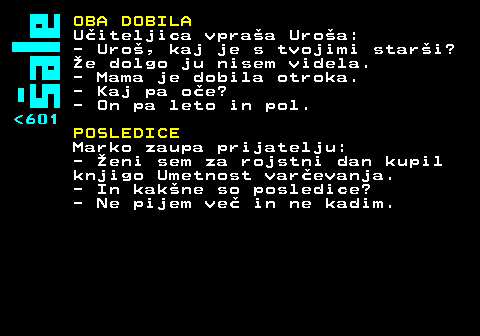 Šale
<601
OBA DOBILA
Učiteljica vpraša Uroša:
- Uroš, kaj je s tvojimi starši?
Že dolgo ju nisem videla.
- Mama je dobila otroka.
- Kaj pa oče?
- On pa leto in pol.
POSLEDICE
Marko zaupa prijatelju:
- Ženi sem za rojstni dan kupil
knjigo Umetnost varčevanja.
- In kakšne so posledice?
- Ne pijem več in ne kadim.